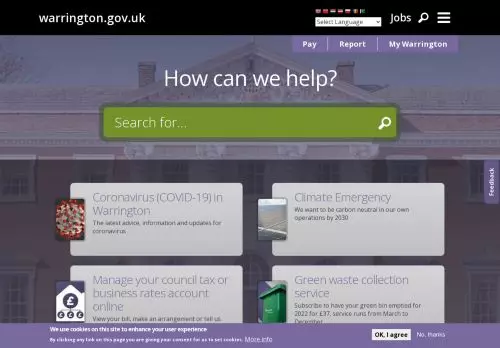 warrington.gov.uk
Select Language
Jobs
Pay
Report
My Warrington
How can we help?
Search for...
Feedback
Coronavirus (COVID-19) in
Warrington
The latest advice, information and updates for
coronavirus
Climate Emergency
We want to be carbon neutral in our own
operations by 2030
Manage your council tax or
business rates account
online
View your bill, make an arrangement or tell us
Green waste collection
service
Subscribe to have your green bin emptied for
2022 for £37, service runs from March to
December
We use cookies on this site to enhance your user experience
By clicking any link on this page you are giving your consent for us to set cookies. More info
OK, I agree
No, thanks